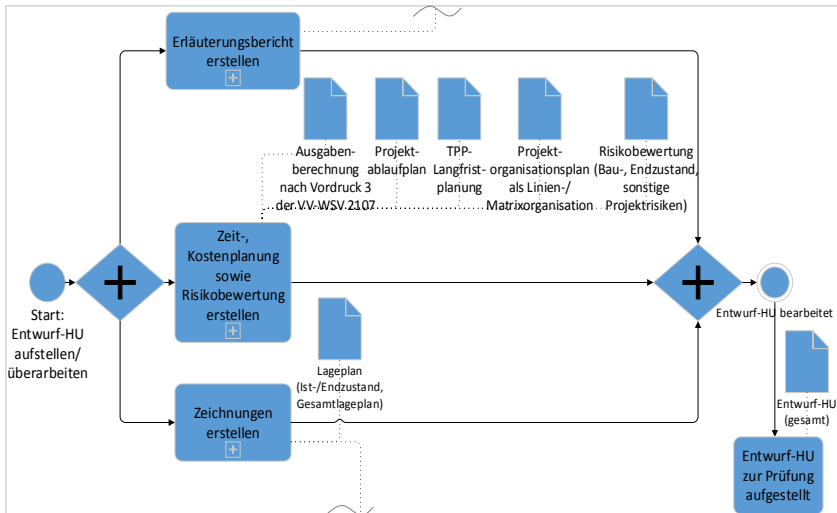 Erläuterungsbericht
erstellen
Ausgaben-
berechnung
nach Vordruck 3
der VV-WSV 2107
Projekt-
ablaufplan
TPP-
Langfrist-
planung
Projekt-
organisationsplan
als Linien-/
Matrixorganisation
Risikobewertung
(Bau-, Endzustand,
sonstige
Projektrisiken)
Zeit-,
Kostenplanung
sowie
Risikobewertung
erstellen
Start:
Entwurf-HU
aufstellen/
überarbeiten
Entwurf-HU bearbeitet
Lageplan
(Ist-/Endzustand,
Gesamtlageplan)
Zeichnungen
erstellen
Entwurf-HU
(gesamt)
Entwurf-HU
zur Prüfung
aufgestellt